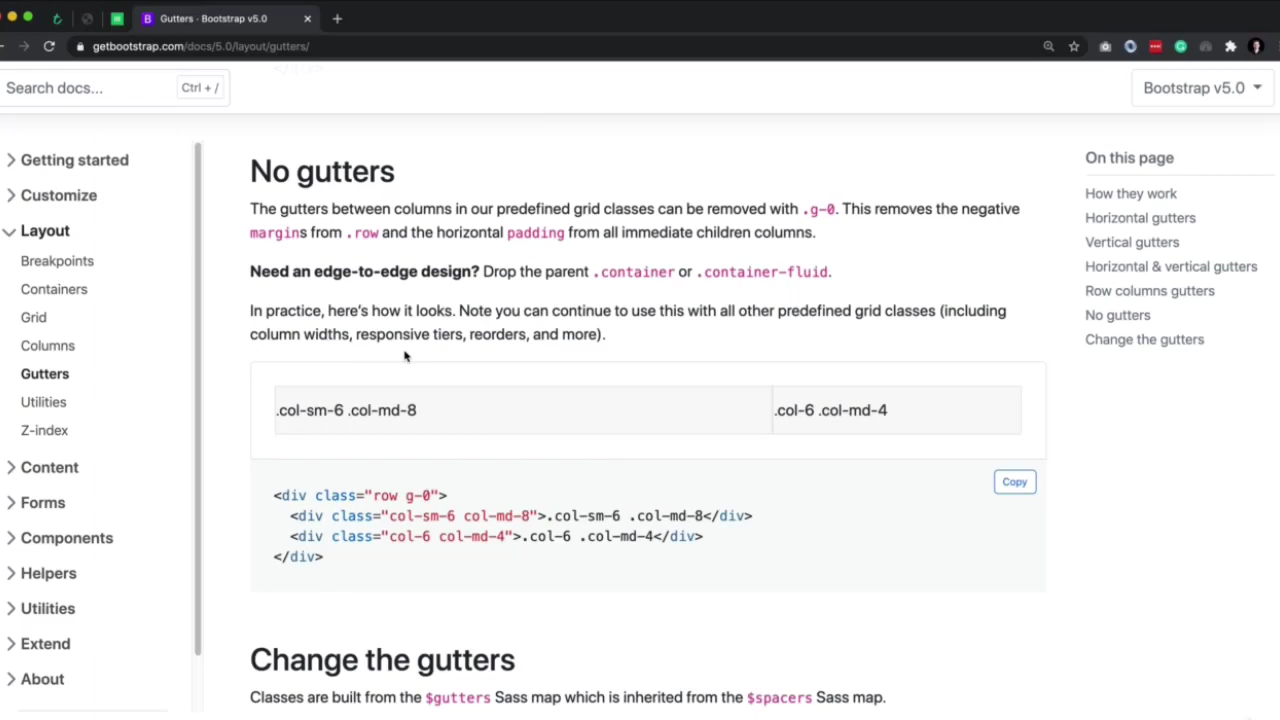 Gutters · Bootstrap v5.0
getbootstrap.com/docs/5.0/layout/gutters/
Search docs...
Ctrl + /
Bootstrap v5.0
Getting started
Customize
Layout
Breakpoints
Containers
Grid
Columns
Gutters
Utilities
Z-index
Content
Forms
Components
Helpers
Utilities
Extend
About
No gutters
The gutters between columns in our predefined grid classes can be removed with .g-0. This removes the negative
margins from .row and the horizontal padding from all immediate children columns.
Need an edge-to-edge design? Drop the parent .container or .container-fluid.
In practice, here's how it looks. Note you can continue to use this with all other predefined grid classes (including
column widths, responsive tiers, reorders, and more).
.col-sm-6 .col-md-8
.col-6 .col-md-4
Copy
<div class="row g-0">
<div class="col-sm-6 col-md-8">.col-sm-6 .col-md-8</div>
<div class="col-6 col-md-4">.col-6 .col-md-4</div>
</div>
Change the gutters
Classes are built from the $gutters Sass map which is inherited from the $spacers Sass map.
On this page
How they work
Horizontal gutters
Vertical gutters
Horizontal & vertical gutters
Row columns gutters
No gutters
Change the gutters